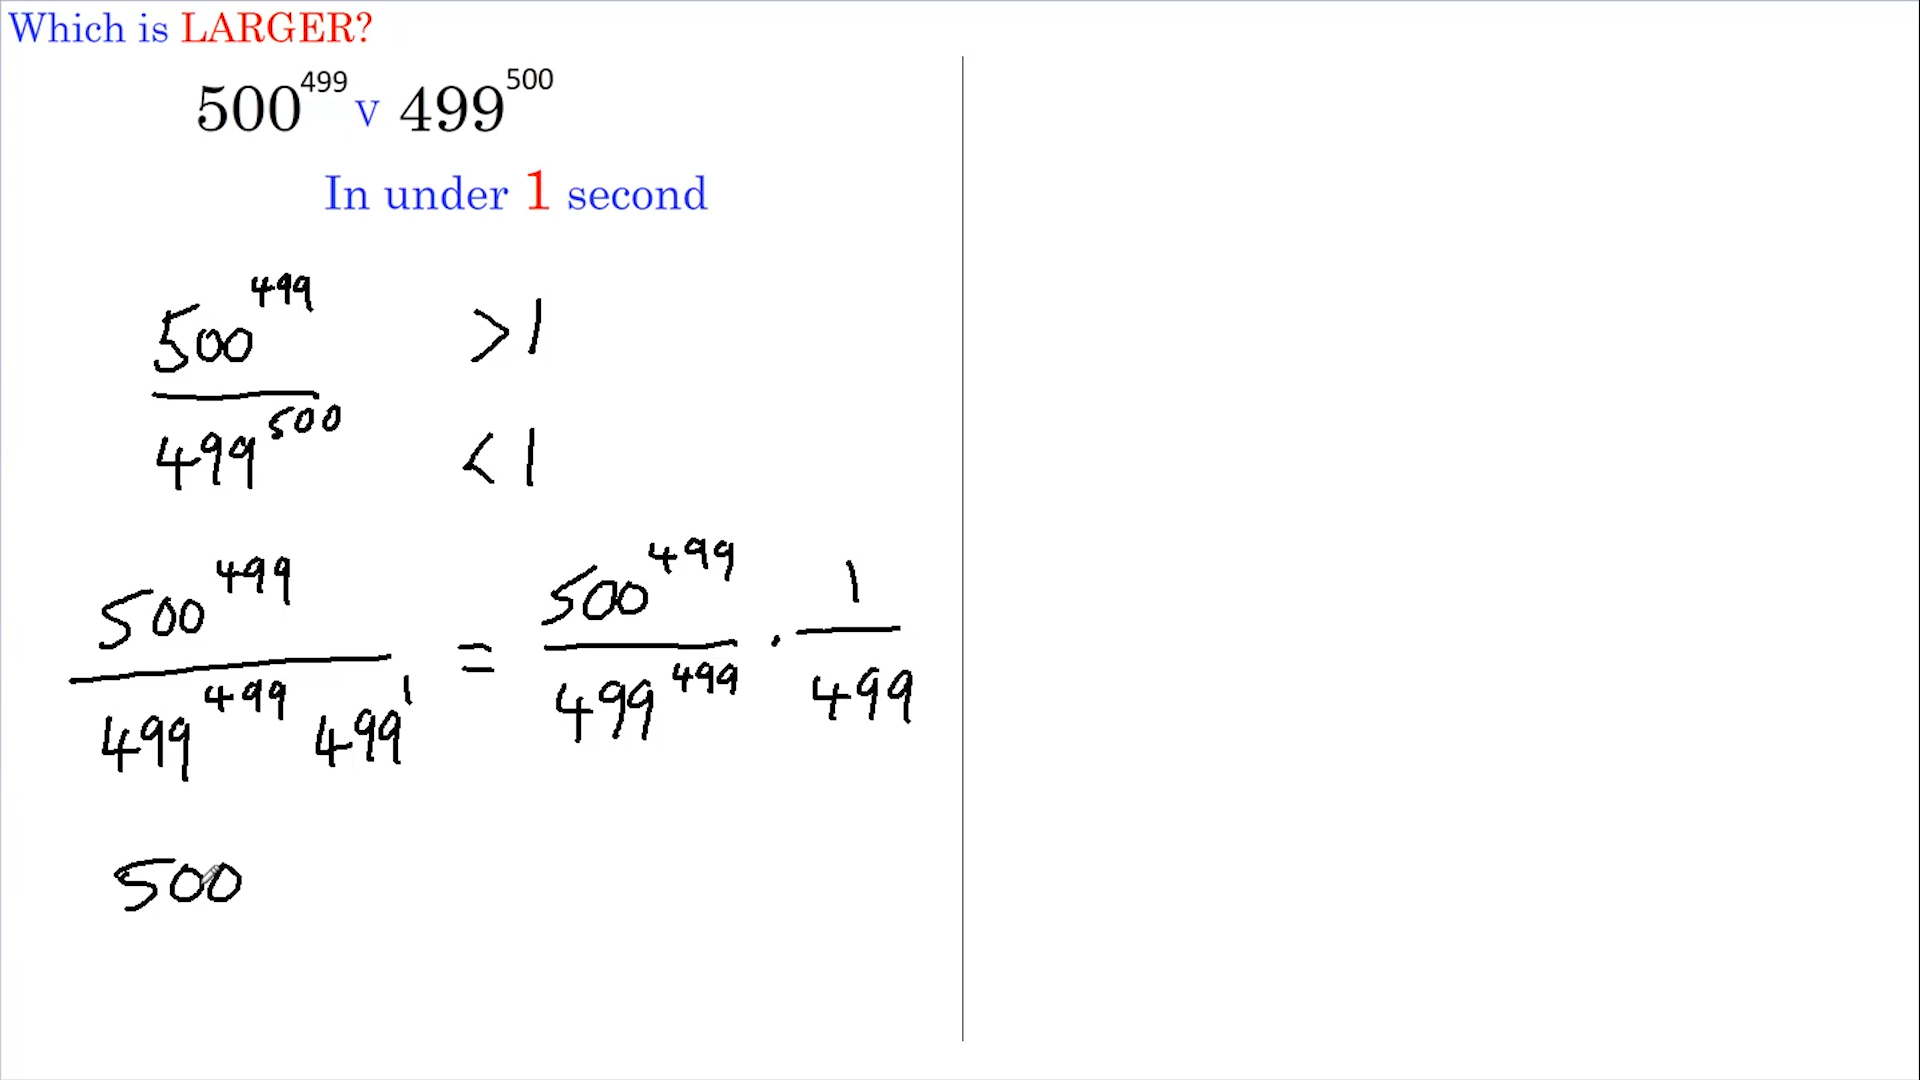 Which is LARGER?
500^499 v 499^500
In under 1 second
500^499 > 1
499^500 < 1
500^499 = 500^499 · 1
499^499 499^1 499^499 499
500